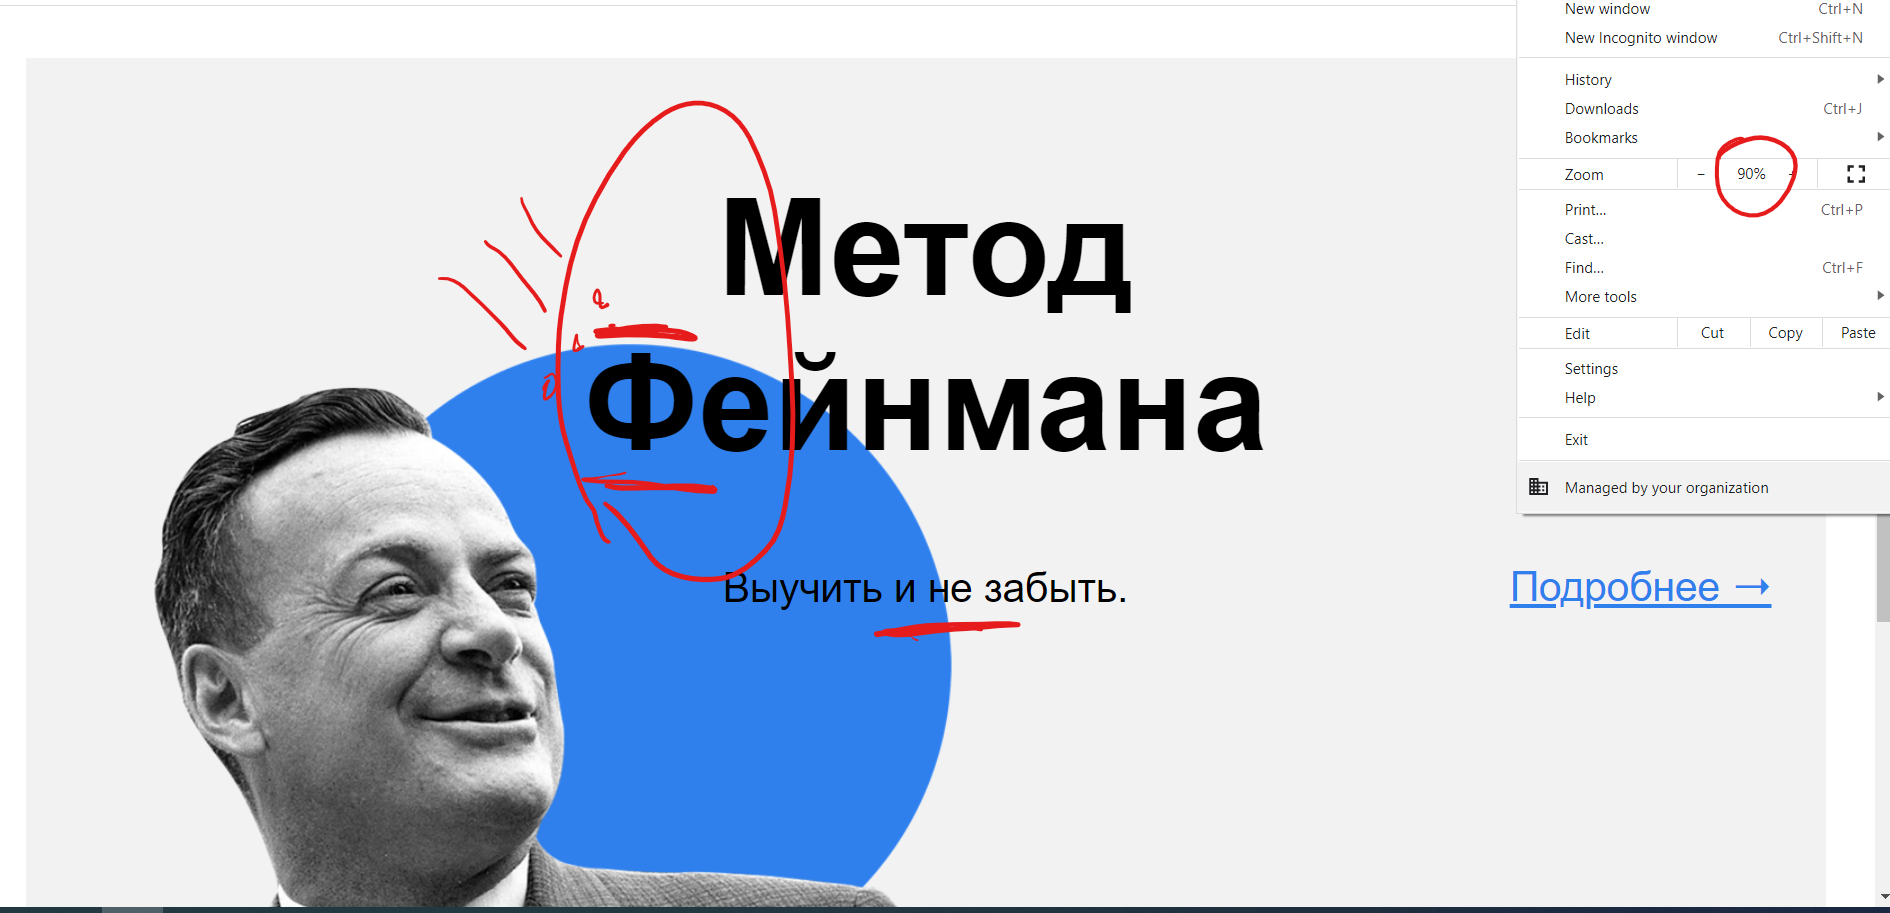 New window Ctrl+N
New Incognito window Ctrl+Shift+N
History
Downloads Ctrl+J
Bookmarks
Zoom − 90% +
Print... Ctrl+P
Cast...
Find... Ctrl+F
More tools
Edit Cut Copy Paste
Settings
Help
Exit
Managed by your organization
Метод
Фейнмана
Выучить и не забыть.
Подробнее →